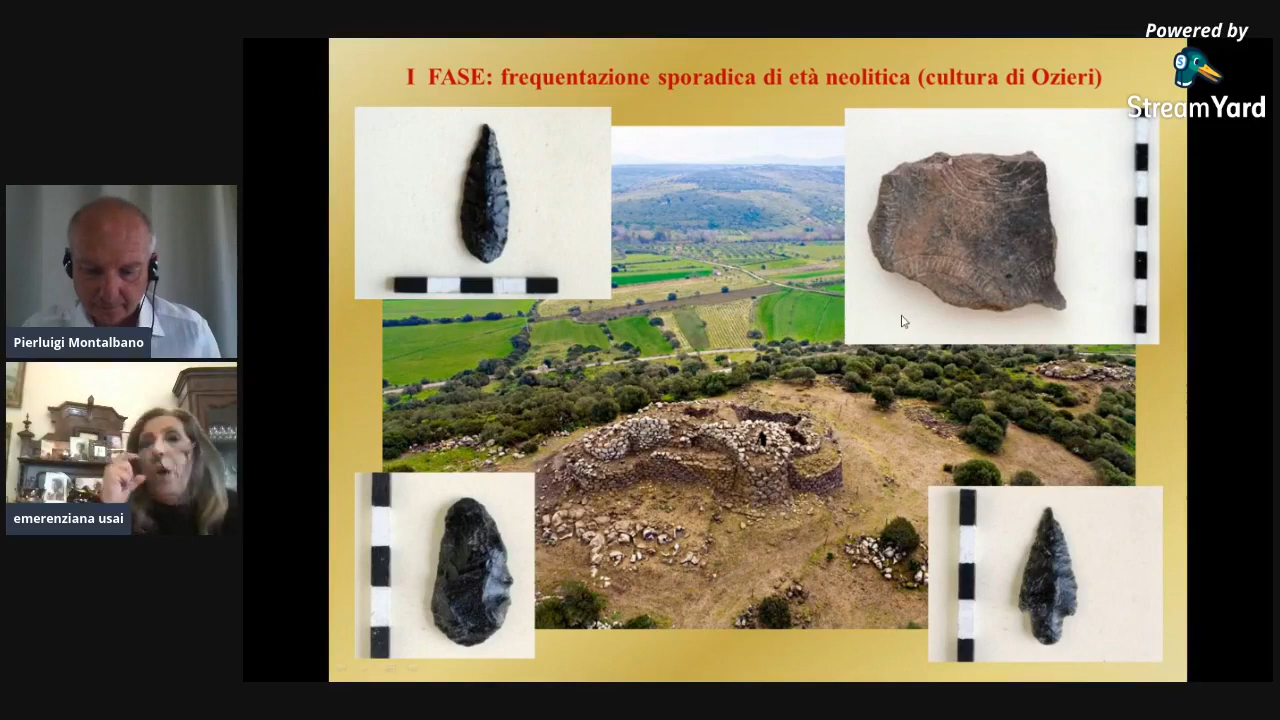 Powered by
StreamYard
I FASE: frequentazione sporadica di età neolitica (cultura di Ozieri)
Pierluigi Montalbano
emerenziana usai